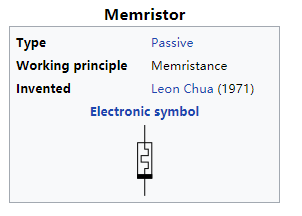 Memristor
Type Passive
Working principle Memristance
Invented Leon Chua (1971)
Electronic symbol